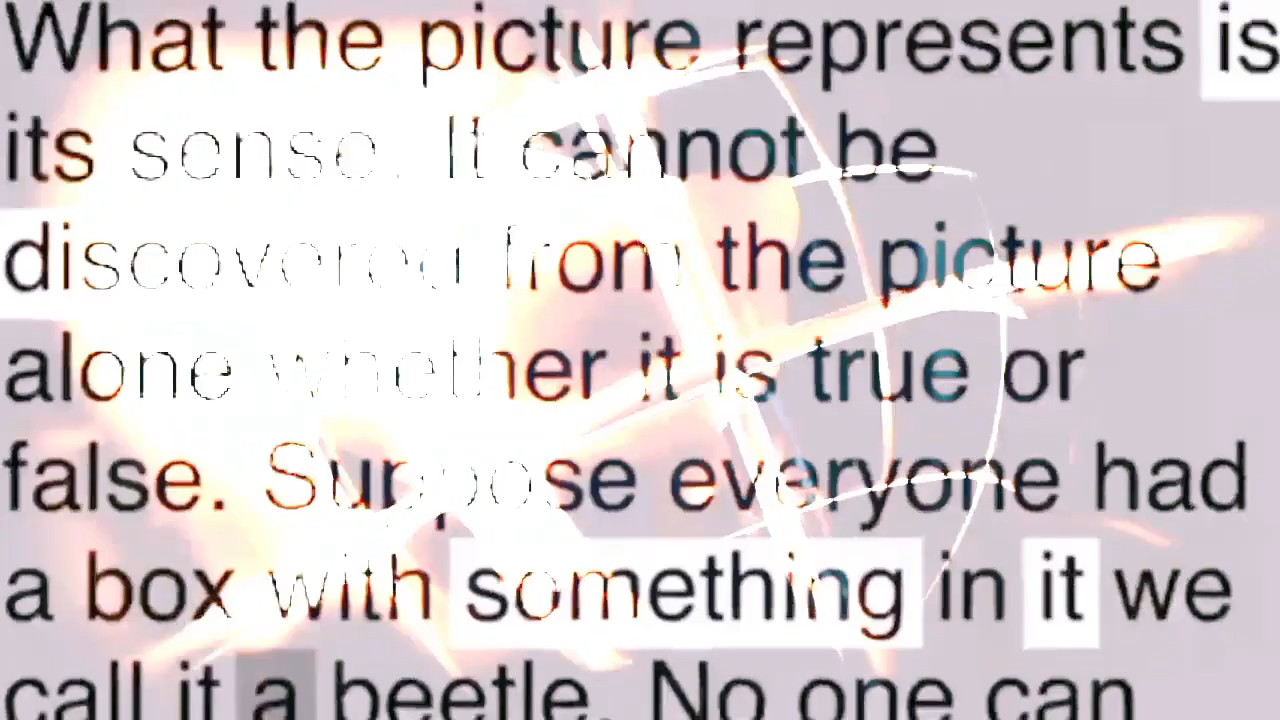 What the picture represents is
its sense. It cannot be
discovered from the picture
alone whether it is true or
false. Suppose everyone had
a box with something in it we
call it a beetle. No one can